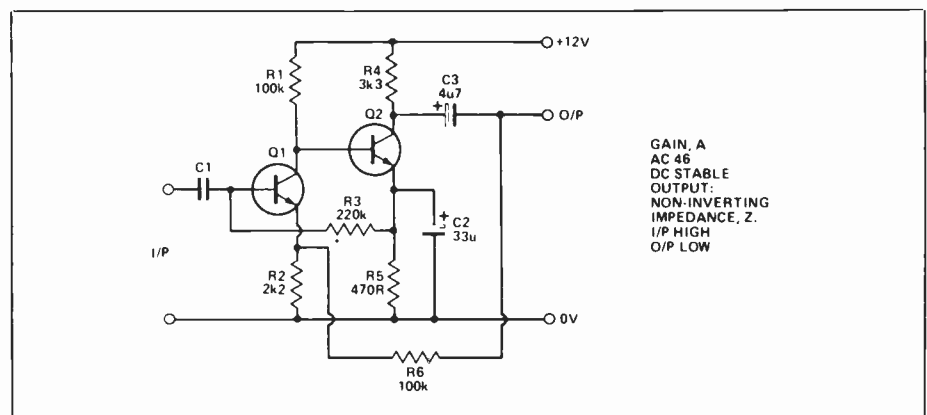 +12V
R1
100k
R4
3k3
C3
4u7
+
O/P
Q2
Q1
C1
R3
220k
+
C2
33u
I/P
R2
2k2
R5
470R
0V
R6
100k
GAIN, A
AC 46
DC STABLE
OUTPUT:
NON-INVERTING
IMPEDANCE, Z.
I/P HIGH
O/P LOW